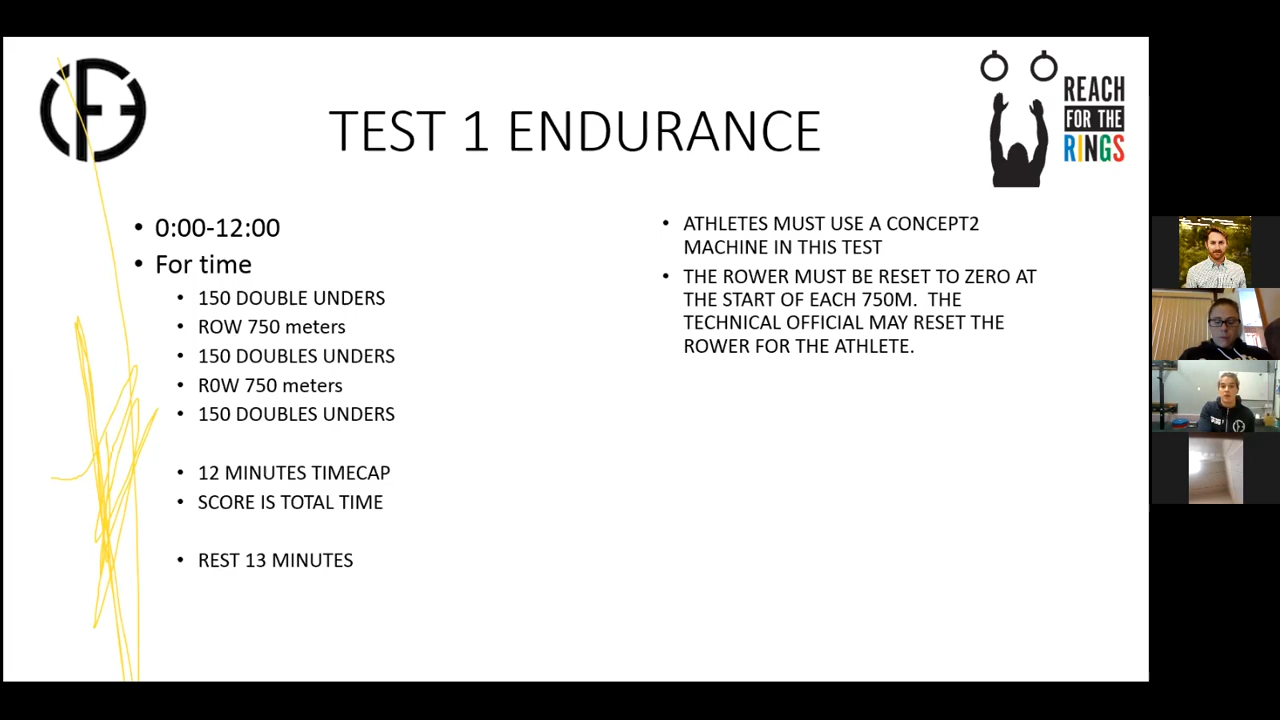 iF3
REACH
FOR THE
RINGS
TEST 1 ENDURANCE
• 0:00-12:00
• For time
• 150 DOUBLE UNDERS
• ROW 750 meters
• 150 DOUBLES UNDERS
• R0W 750 meters
• 150 DOUBLES UNDERS
• 12 MINUTES TIMECAP
• SCORE IS TOTAL TIME
• REST 13 MINUTES
• ATHLETES MUST USE A CONCEPT2
MACHINE IN THIS TEST
• THE ROWER MUST BE RESET TO ZERO AT
THE START OF EACH 750M.  THE
TECHNICAL OFFICIAL MAY RESET THE
ROWER FOR THE ATHLETE.